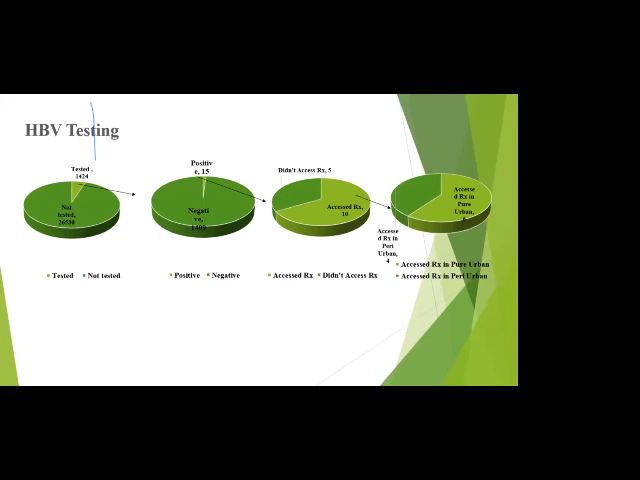 HBV Testing
Tested ,
1424
Not
tested,
26530
Tested
Not tested
Positiv
e, 15
Negati
ve,
1409
Positive
Negative
Didn't Access Rx, 5
Accessed Rx,
10
Accessed Rx
Didn't Access Rx
Accesse
d Rx in
Pure
Urban,
6
Accesse
d Rx in
Peri
Urban,
4
Accessed Rx in Pure Urban
Accessed Rx in Peri Urban